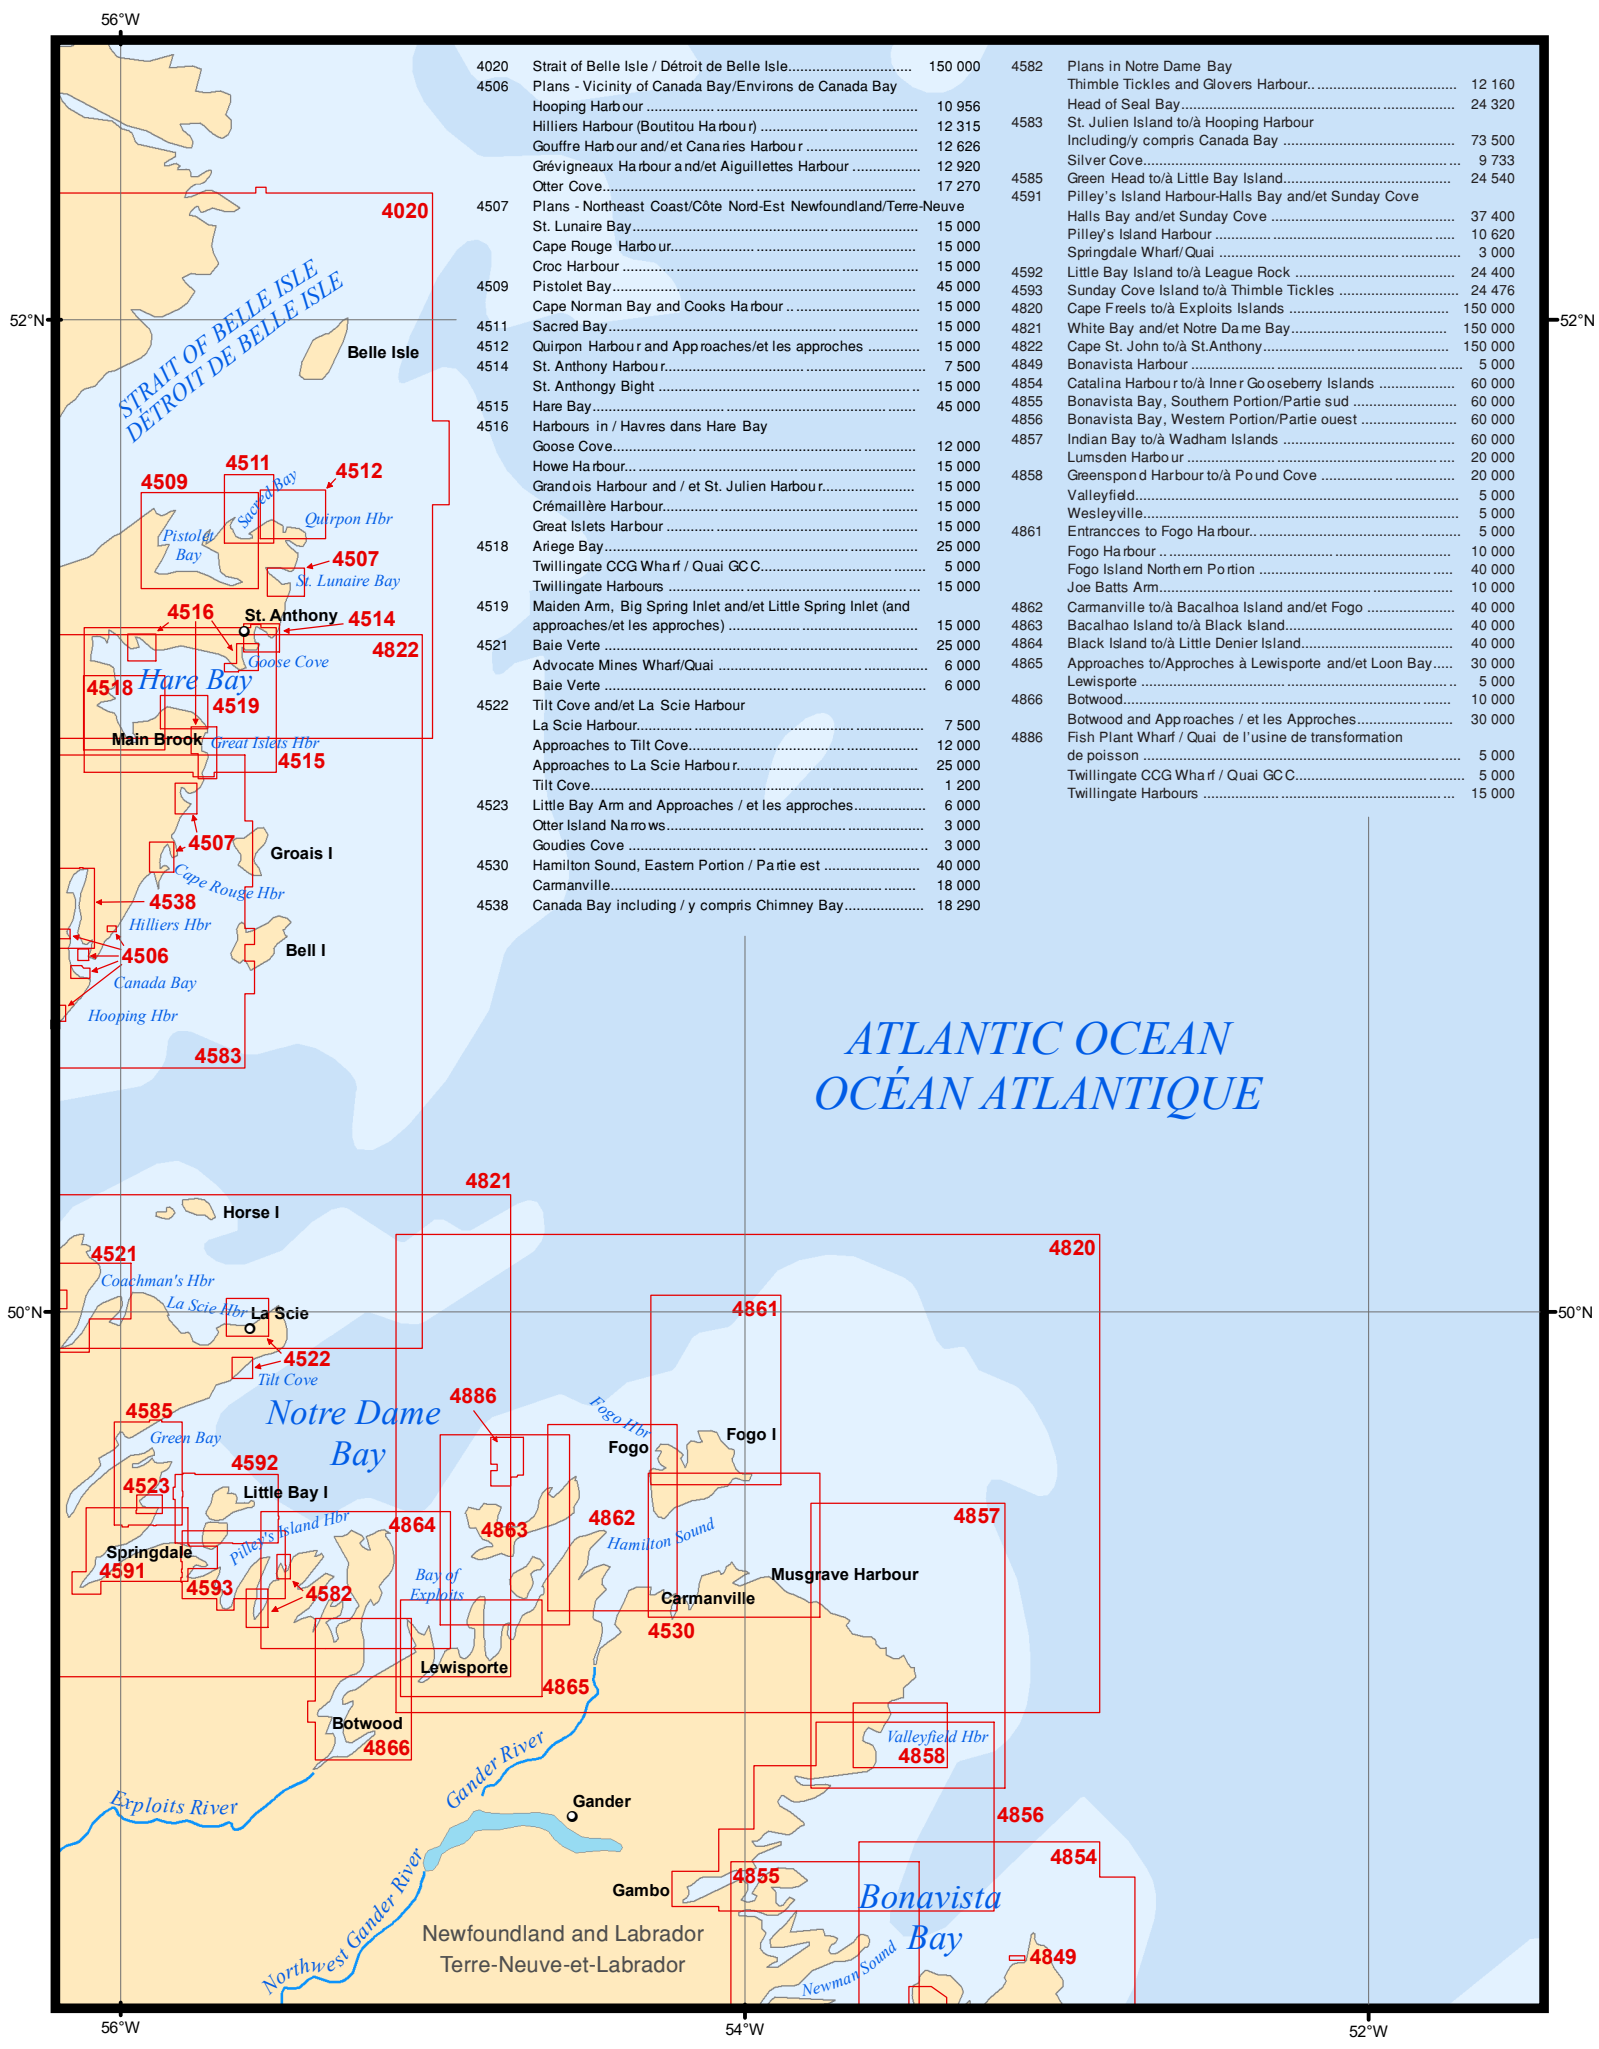 56°W
4020 Strait of Belle Isle / Détroit de Belle Isle 150 000
4506 Plans - Vicinity of Canada Bay/Environs de Canada Bay
Hooping Harbour 10 956
Hilliers Harbour (Boutitou Harbour) 12 315
Gouffre Harbour and/et Canaries Harbour 12 626
Grévigneaux Harbour and/et Aiguillettes Harbour 12 920
Otter Cove 17 270
4507 Plans - Northeast Coast/Côte Nord-Est Newfoundland/Terre-Neuve
St. Lunaire Bay 15 000
Cape Rouge Harbour 15 000
Croc Harbour 15 000
4509 Pistolet Bay 45 000
Cape Norman Bay and Cooks Harbour 15 000
4511 Sacred Bay 15 000
4512 Quirpon Harbour and Approaches/et les approches 15 000
4514 St. Anthony Harbour 7 500
St. Anthongy Bight 15 000
4515 Hare Bay 45 000
4516 Harbours in / Havres dans Hare Bay
Goose Cove 12 000
Howe Harbour 15 000
Grandois Harbour and / et St. Julien Harbour 15 000
Crémaillère Harbour 15 000
Great Islets Harbour 15 000
4518 Ariege Bay 25 000
Twillingate CCG Wharf / Quai GCC 5 000
Twillingate Harbours 15 000
4519 Maiden Arm, Big Spring Inlet and/et Little Spring Inlet (and
approaches/et les approches) 15 000
4521 Baie Verte 25 000
Advocate Mines Wharf/Quai 6 000
Baie Verte 6 000
4522 Tilt Cove and/et La Scie Harbour
La Scie Harbour 7 500
Approaches to Tilt Cove 12 000
Approaches to La Scie Harbour 25 000
Tilt Cove 1 200
4523 Little Bay Arm and Approaches / et les approches 6 000
Otter Island Narrows 3 000
Goudies Cove 3 000
4530 Hamilton Sound, Eastern Portion / Partie est 40 000
Carmanville 18 000
4538 Canada Bay including / y compris Chimney Bay 18 290
4582 Plans in Notre Dame Bay
Thimble Tickles and Glovers Harbour 12 160
Head of Seal Bay 24 320
4583 St. Julien Island to/à Hooping Harbour
Including/y compris Canada Bay 73 500
Silver Cove 9 733
4585 Green Head to/à Little Bay Island 24 540
4591 Pilley's Island Harbour-Halls Bay and/et Sunday Cove
Halls Bay and/et Sunday Cove 37 400
Pilley's Island Harbour 10 620
Springdale Wharf/Quai 3 000
4592 Little Bay Island to/à League Rock 24 400
4593 Sunday Cove Island to/à Thimble Tickles 24 476
4820 Cape Freels to/à Exploits Islands 150 000
4821 White Bay and/et Notre Dame Bay 150 000
4822 Cape St. John to/à St.Anthony 150 000
4849 Bonavista Harbour 5 000
4854 Catalina Harbour to/à Inner Gooseberry Islands 60 000
4855 Bonavista Bay, Southern Portion/Partie sud 60 000
4856 Bonavista Bay, Western Portion/Partie ouest 60 000
4857 Indian Bay to/à Wadham Islands 60 000
Lumsden Harbour 20 000
4858 Greenspond Harbour to/à Pound Cove 20 000
Valleyfield 5 000
Wesleyville 5 000
4861 Entrancces to Fogo Harbour 5 000
Fogo Harbour 10 000
Fogo Island Northern Portion 40 000
Joe Batts Arm 10 000
4862 Carmanville to/à Bacalhoa Island and/et Fogo 40 000
4863 Bacalhao Island to/à Black Island 40 000
4864 Black Island to/à Little Denier Island 40 000
4865 Approaches to/Approches à Lewisporte and/et Loon Bay 30 000
Lewisporte 5 000
4866 Botwood 10 000
Botwood and Approaches / et les Approches 30 000
4886 Fish Plant Wharf / Quai de l'usine de transformation
de poisson 5 000
Twillingate CCG Wharf / Quai GCC 5 000
Twillingate Harbours 15 000
4020
STRAIT OF BELLE ISLE
DÉTROIT DE BELLE ISLE
52°N
52°N
Belle Isle
4511
4512
4509
Sacred Bay
Quirpon Hbr
Pistolet
Bay
4507
St. Lunaire Bay
4516
St. Anthony
4514
4822
Goose Cove
Hare Bay
4518
4519
Main Brook
Great Islets Hbr
4515
4507
Groais I
Cape Rouge Hbr
4538
Hilliers Hbr
4506
Bell I
Canada Bay
Hooping Hbr
4583
ATLANTIC OCEAN
OCÉAN ATLANTIQUE
4821
Horse I
4820
4521
Coachman's Hbr
La Scie Hbr
La Scie
50°N
50°N
4861
4522
Tilt Cove
4886
Notre Dame
Bay
4585
Green Bay
Fogo Hbr
Fogo
Fogo I
4592
4523
Little Bay I
Pilley's Island Hbr
4864
4863
4862
4857
Hamilton Sound
Springdale
4591
4593
4582
Bay of
Exploits
Musgrave Harbour
Carmanville
4530
Lewisporte
4865
Botwood
4866
Valleyfield Hbr
4858
Gander River
Exploits River
Gander
4856
4854
4855
Gambo
Bonavista
Bay
Northwest Gander River
Newfoundland and Labrador
Terre-Neuve-et-Labrador
Newman Sound
4849
56°W
54°W
52°W